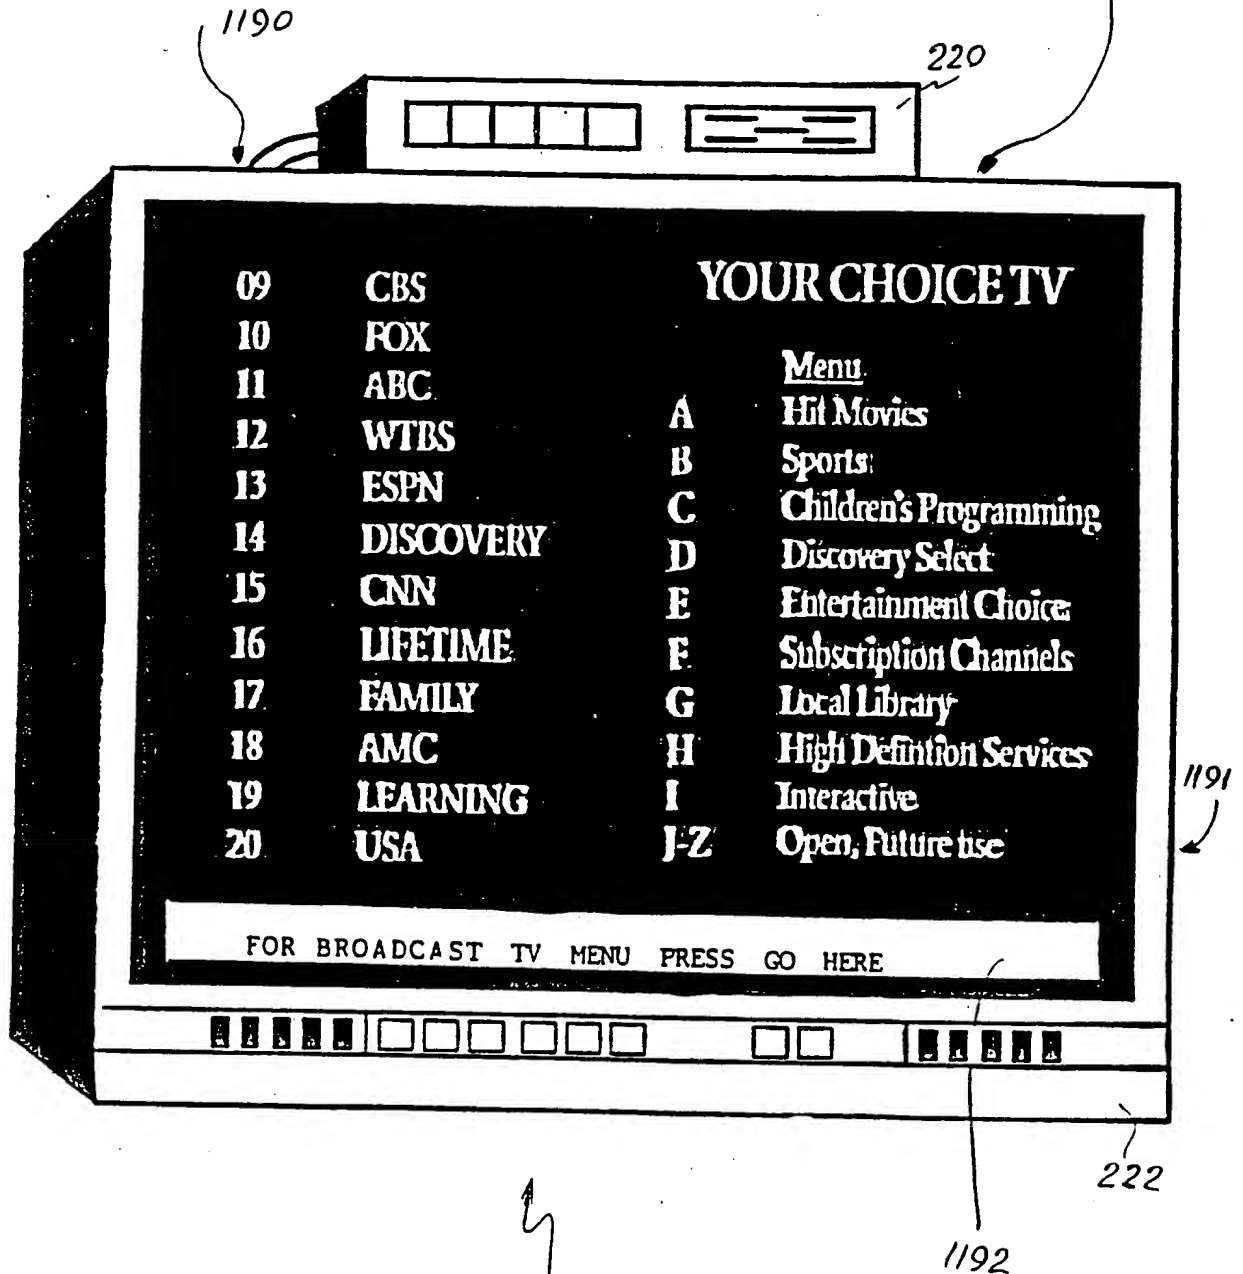 1190
220
09 CBS
10 FOX
11 ABC
12 WTBS
13 ESPN
14 DISCOVERY
15 CNN
16 LIFETIME
17 FAMILY
18 AMC
19 LEARNING
20 USA
YOUR CHOICE TV
Menu
A Hit Movies
B Sports
C Children's Programming
D Discovery Select
E Entertainment Choice
F Subscription Channels
G Local Library
H High Defintion Services
I Interactive
J-Z Open, Future use
1191
FOR BROADCAST TV MENU PRESS GO HERE
222
1192